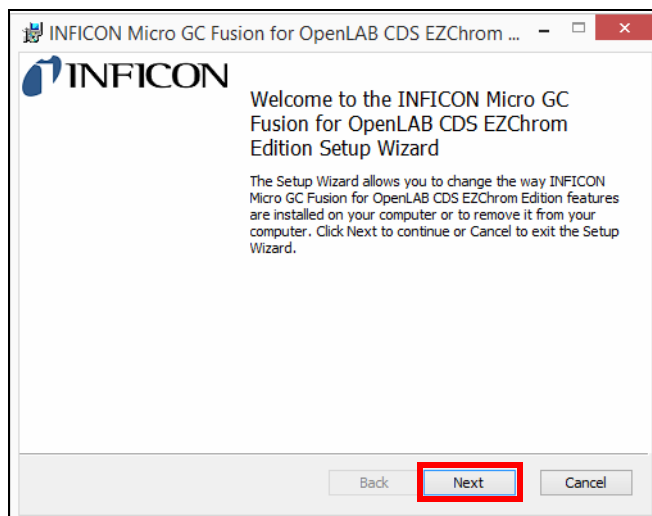 INFICON Micro GC Fusion for OpenLAB CDS EZChrom ...
INFICON
Welcome to the INFICON Micro GC
Fusion for OpenLAB CDS EZChrom
Edition Setup Wizard
The Setup Wizard allows you to change the way INFICON
Micro GC Fusion for OpenLAB CDS EZChrom Edition features
are installed on your computer or to remove it from your
computer. Click Next to continue or Cancel to exit the Setup
Wizard.
Back Next Cancel